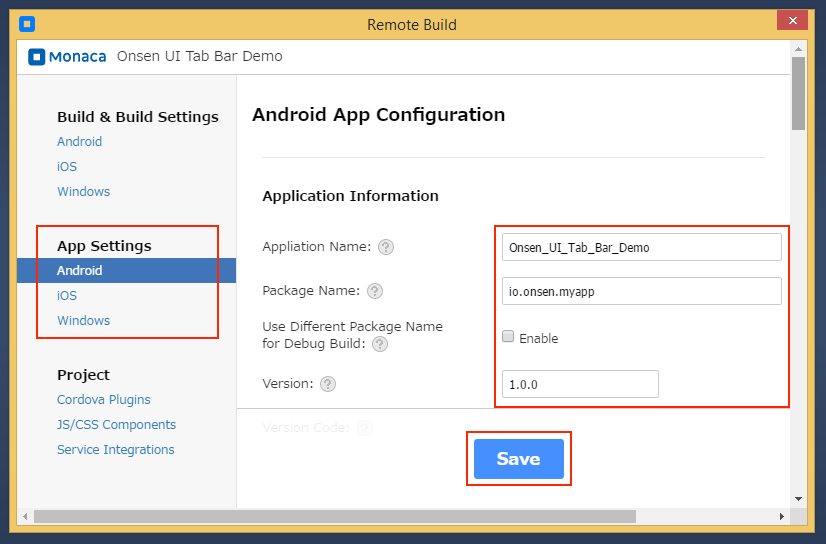 Remote Build
Monaca Onsen UI Tab Bar Demo
Build & Build Settings
Android
iOS
Windows
App Settings
Android
iOS
Windows
Project
Cordova Plugins
JS/CSS Components
Service Integrations
Android App Configuration
Application Information
Appliation Name: ?
Onsen_UI_Tab_Bar_Demo
Package Name: ?
io.onsen.myapp
Use Different Package Name
for Debug Build: ?
Enable
Version: ?
1.0.0
Version Code: ?
Save